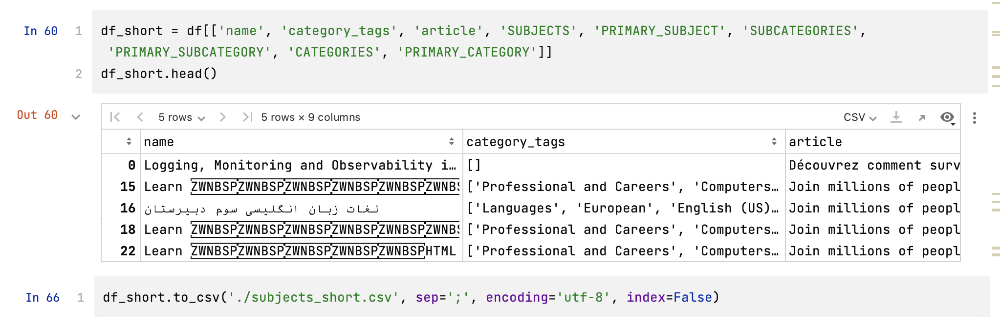 In 60 1 df_short = df[['name', 'category_tags', 'article', 'SUBJECTS', 'PRIMARY_SUBJECT', 'SUBCATEGORIES',
'PRIMARY_SUBCATEGORY', 'CATEGORIES', 'PRIMARY_CATEGORY']]
2 df_short.head()
Out 60 5 rows 5 rows × 9 columns CSV
name category_tags article
0 Logging, Monitoring and Observability i… [] Découvrez comment surv
15 Learn ZWNBSPZWNBSPZWNBSPZWNBSPZWNBSPZWNBS ['Professional and Careers', 'Computers… Join millions of peopl
16 لغات زبان انگلیسی سوم دبیرستان ['Languages', 'European', 'English (US)… Join millions of peopl
18 Learn ZWNBSPZWNBSPZWNBSPZWNBSPZWNBSPZWNBS ['Professional and Careers', 'Computers… Join millions of peopl
22 Learn ZWNBSPZWNBSPZWNBSPZWNBSPZWNBSPHTML ['Professional and Careers', 'Computers… Join millions of peopl
In 66 1 df_short.to_csv('./subjects_short.csv', sep=';', encoding='utf-8', index=False)